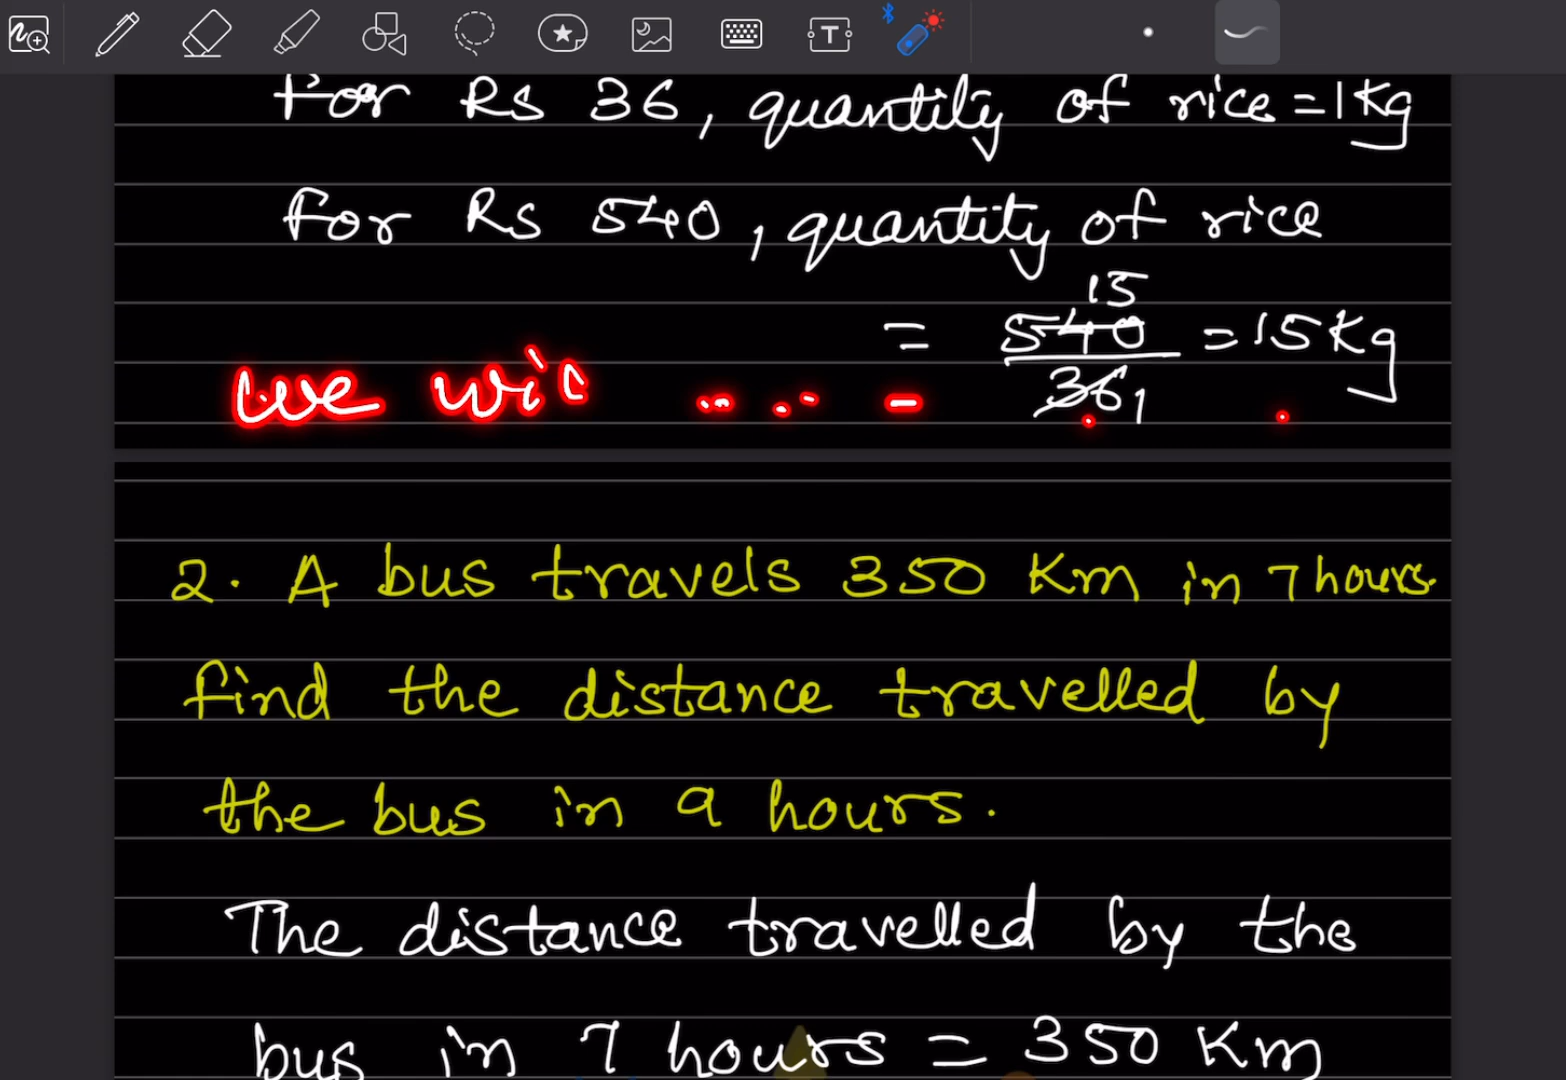 For Rs 36, quantity of rice = 1 Kg
For Rs 540, quantity of rice
15
= 540/36 1 = 15 Kg
we wil
2. A bus travels 350 Km in 7 hours.
find the distance travelled by
the bus in 9 hours.
The distance travelled by the
bus in 7 hours = 350 Km